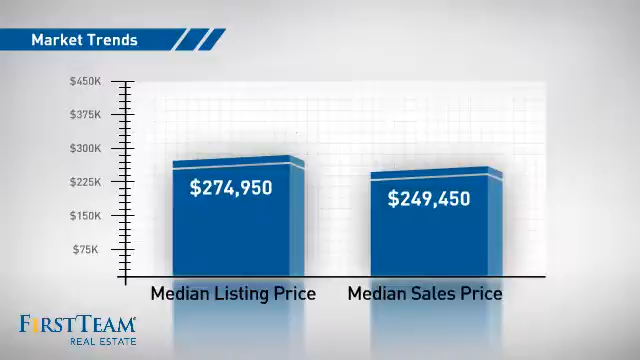 Market Trends
$450K
$375K
$300K
$225K
$150K
$75K
$274,950
$249,450
Median Listing Price
Median Sales Price
FIRSTTEAM®
REAL ESTATE